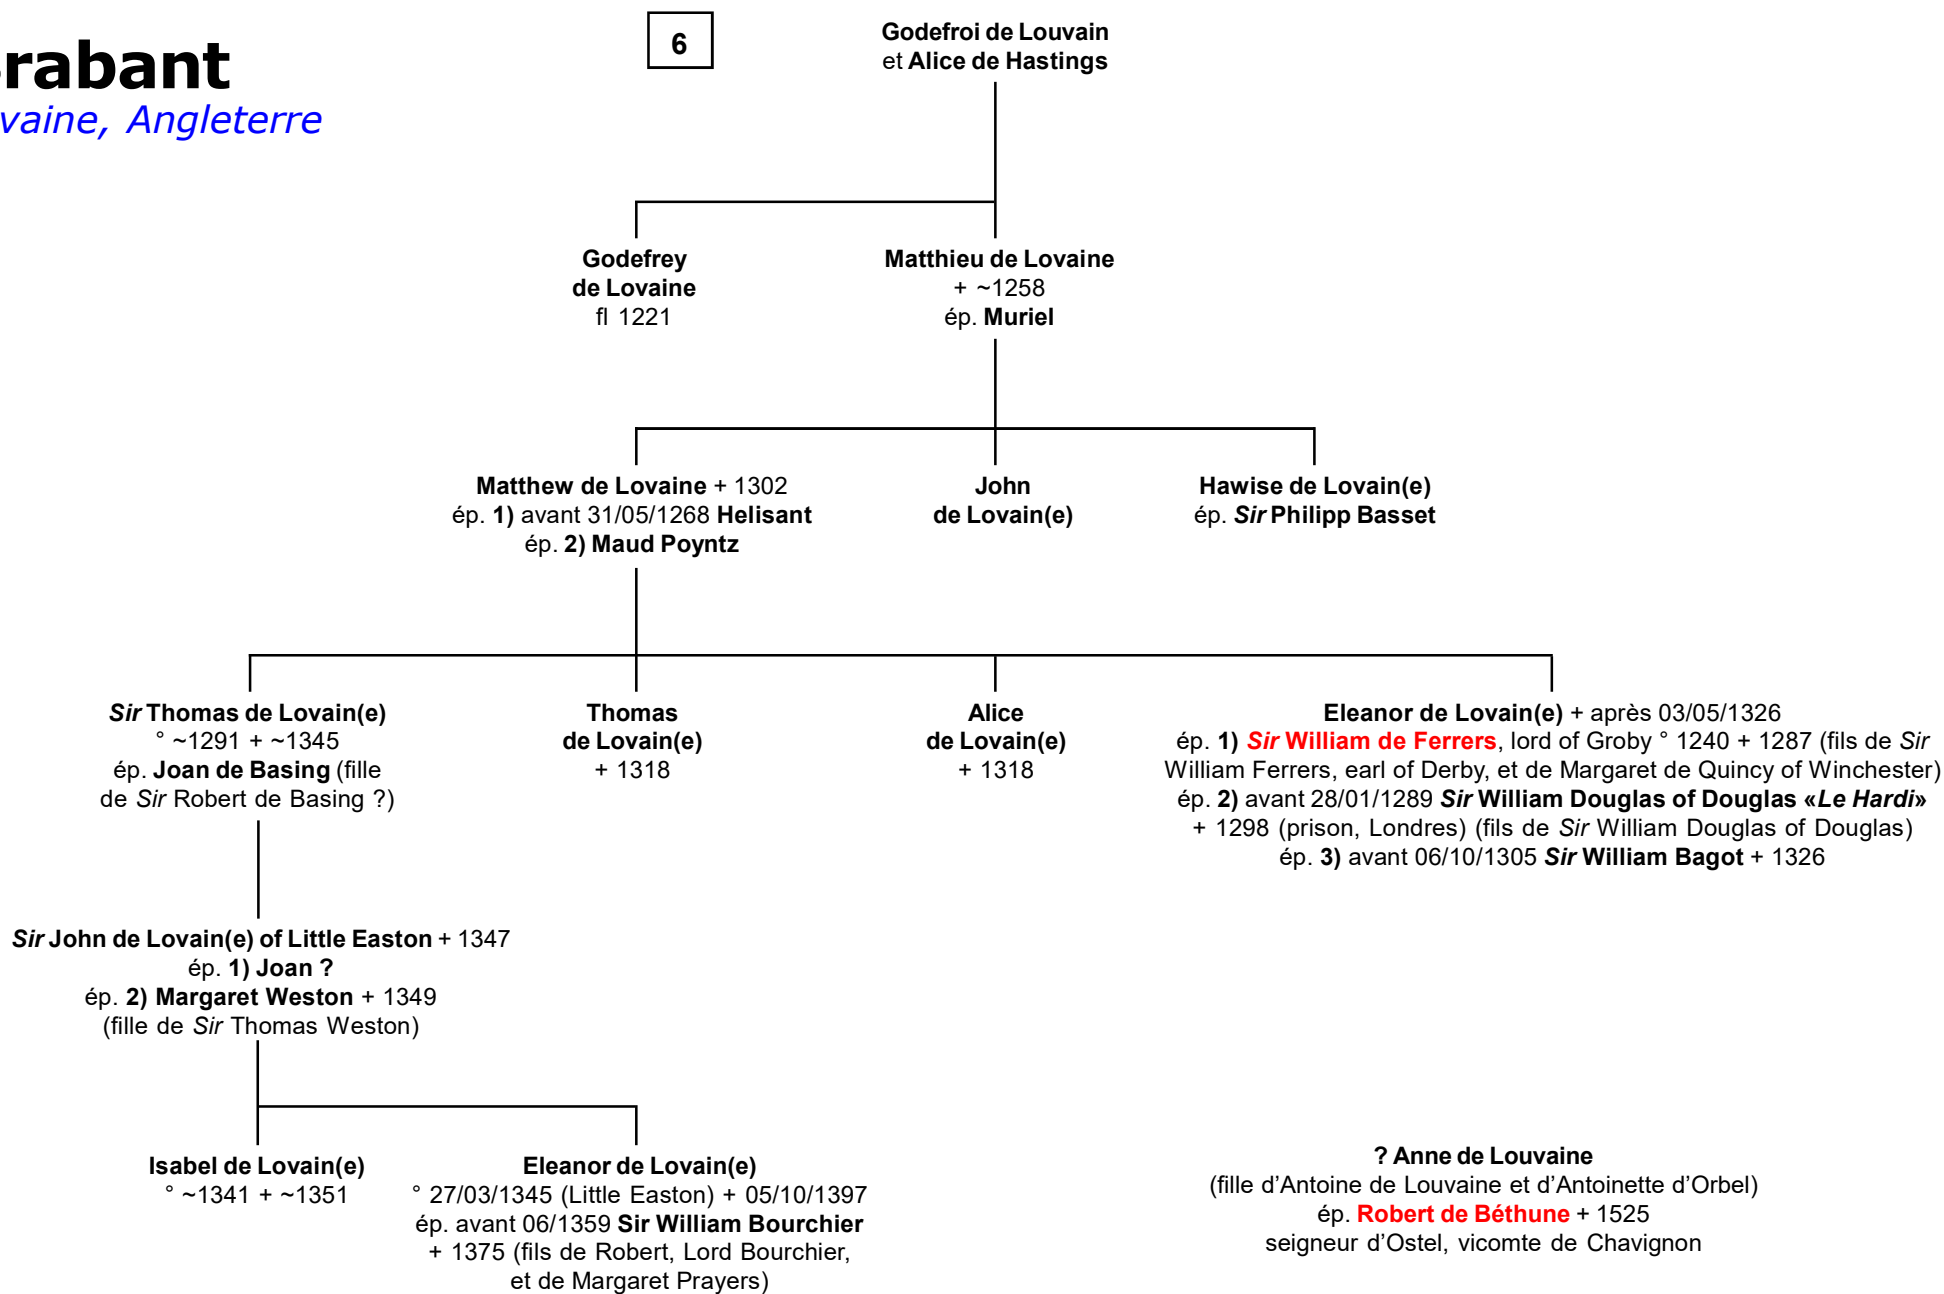 rabant
vaine, Angleterre
6
Godefroi de Louvain
et Alice de Hastings
Godefrey
de Lovaine
fl 1221
Matthieu de Lovaine
+ ~1258
ép. Muriel
Matthew de Lovaine + 1302
ép. 1) avant 31/05/1268 Helisant
ép. 2) Maud Poyntz
John
de Lovain(e)
Hawise de Lovain(e)
ép. Sir Philipp Basset
Sir Thomas de Lovain(e)
° ~1291 + ~1345
ép. Joan de Basing (fille
de Sir Robert de Basing ?)
Thomas
de Lovain(e)
+ 1318
Alice
de Lovain(e)
+ 1318
Eleanor de Lovain(e) + après 03/05/1326
ép. 1) Sir William de Ferrers, lord of Groby ° 1240 + 1287 (fils de Sir
William Ferrers, earl of Derby, et de Margaret de Quincy of Winchester)
ép. 2) avant 28/01/1289 Sir William Douglas of Douglas «Le Hardi»
+ 1298 (prison, Londres) (fils de Sir William Douglas of Douglas)
ép. 3) avant 06/10/1305 Sir William Bagot + 1326
Sir John de Lovain(e) of Little Easton + 1347
ép. 1) Joan ?
ép. 2) Margaret Weston + 1349
(fille de Sir Thomas Weston)
Isabel de Lovain(e)
° ~1341 + ~1351
Eleanor de Lovain(e)
° 27/03/1345 (Little Easton) + 05/10/1397
ép. avant 06/1359 Sir William Bourchier
+ 1375 (fils de Robert, Lord Bourchier,
et de Margaret Prayers)
? Anne de Louvaine
(fille d’Antoine de Louvaine et d’Antoinette d’Orbel)
ép. Robert de Béthune + 1525
seigneur d’Ostel, vicomte de Chavignon